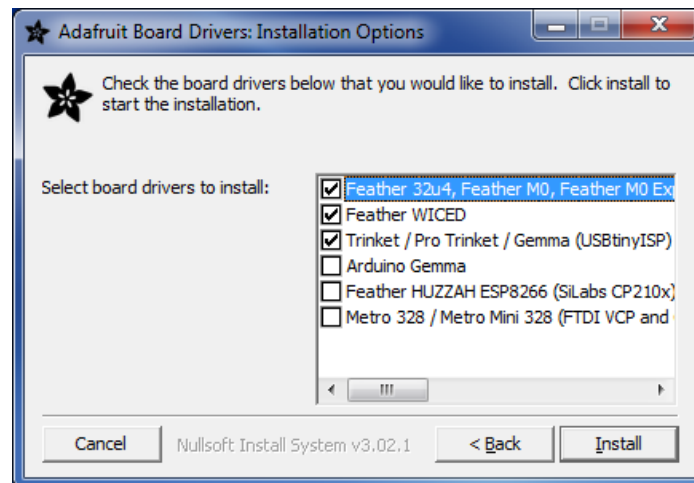 Adafruit Board Drivers: Installation Options
Check the board drivers below that you would like to install. Click install to
start the installation.
Select board drivers to install:
Feather 32u4, Feather M0, Feather M0 Exp
Feather WICED
Trinket / Pro Trinket / Gemma (USBtinyISP)
Arduino Gemma
Feather HUZZAH ESP8266 (SiLabs CP210x)
Metro 328 / Metro Mini 328 (FTDI VCP and
Cancel
Nullsoft Install System v3.02.1
< Back
Install